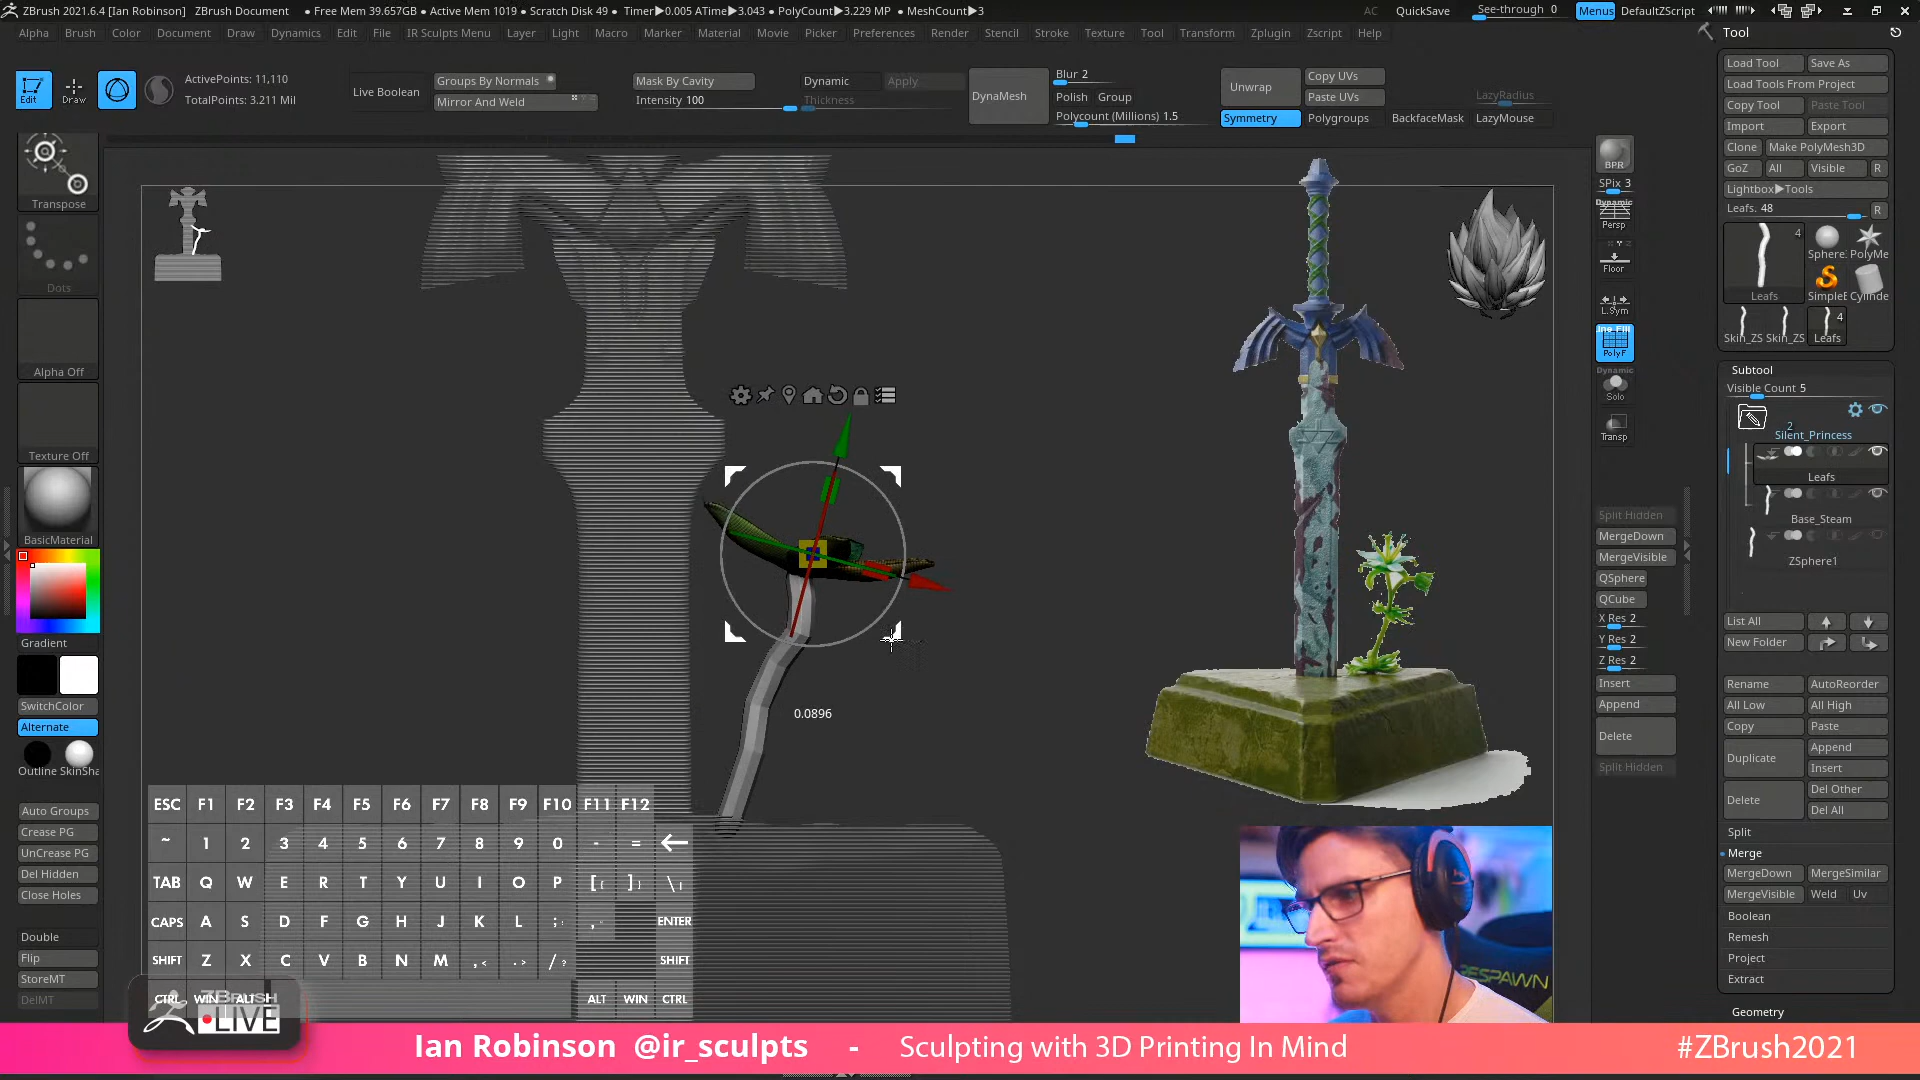 ZBrush 2021.6.4 [Ian Robinson] ZBrush Document • Free Mem 39.657GB • Active Mem 1019 • Scratch Disk 49 • Timer▶0.005 ATime▶3.043 • PolyCount▶3.229 MP • MeshCount▶3
AC QuickSave See-through 0 Menus DefaultZScript
Alpha Brush Color Document Draw Dynamics Edit File IR Sculpts Menu Layer Light Macro Marker Material Movie Picker Preferences Render Stencil Stroke Texture Tool Transform Zplugin Zscript Help
Edit
Draw
ActivePoints: 11,110
TotalPoints: 3.211 Mil
Live Boolean
Groups By Normals
Mirror And Weld
Mask By Cavity
Intensity 100
Dynamic Apply
Thickness
DynaMesh
Blur 2
Polish Group
Polycount (Millions) 1.5
Unwrap
Copy UVs
Paste UVs
Symmetry
Polygroups
BackfaceMask
LazyRadius
LazyMouse
Transpose
Dots
Alpha Off
Texture Off
BasicMaterial
Gradient
SwitchColor
Alternate
Outline SkinSha
Auto Groups
Crease PG
UnCrease PG
Del Hidden
Close Holes
Double
Flip
StoreMT
DelMT
0.0896
ESC F1 F2 F3 F4 F5 F6 F7 F8 F9 F10 F11 F12
~ 1 2 3 4 5 6 7 8 9 0 - =
TAB Q W E R T Y U I O P [ ] \
CAPS A S D F G H J K L ; ENTER
SHIFT Z X C V B N M , < . > / ? SHIFT
CTRL WIN ALT ALT WIN CTRL
ZBRUSH
LIVE
BPR
SPix 3
Dynamic
Persp
Floor
L.Sym
Line Fill
PolyF
Dynamic
Solo
Transp
Split Hidden
MergeDown
MergeVisible
QSphere
QCube
X Res 2
Y Res 2
Z Res 2
Insert
Append
Delete
Split Hidden
Tool
Load Tool Save As
Load Tools From Project
Copy Tool Paste Tool
Import Export
Clone Make PolyMesh3D
GoZ All Visible R
Lightbox▶Tools
Leafs. 48 R
4
Leafs
Sphere. PolyMe
SimpleB Cylinde
4
Skin_ZS Skin_ZS Leafs
Subtool
Visible Count 5
2
Silent_Princess
Leafs
Base_Steam
ZSphere1
List All
New Folder
Rename AutoReorder
All Low All High
Copy Paste
Duplicate Append
Insert
Delete Del Other
Del All
Split
Merge
MergeDown MergeSimilar
MergeVisible Weld Uv
Boolean
Remesh
Project
Extract
Geometry
RESPAWN
Ian Robinson @ir_sculpts - Sculpting with 3D Printing In Mind #ZBrush2021